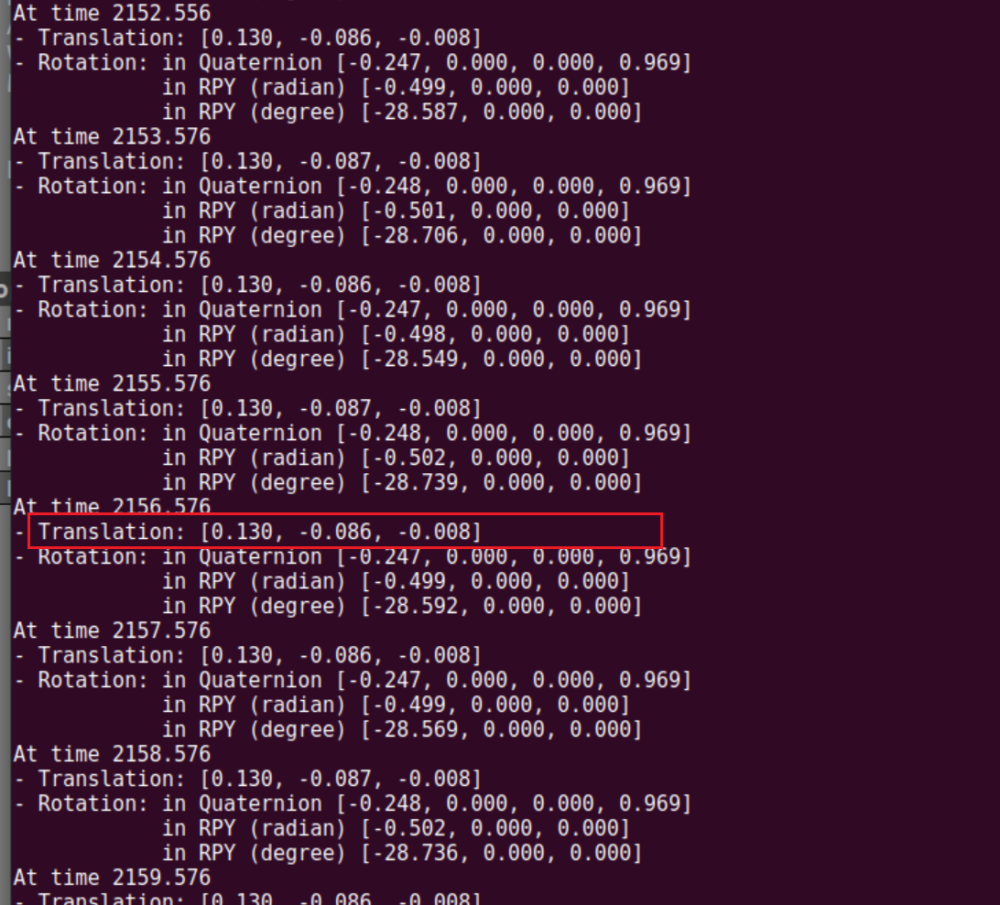 At time 2152.556
- Translation: [0.130, -0.086, -0.008]
- Rotation: in Quaternion [-0.247, 0.000, 0.000, 0.969]
            in RPY (radian) [-0.499, 0.000, 0.000]
            in RPY (degree) [-28.587, 0.000, 0.000]
At time 2153.576
- Translation: [0.130, -0.087, -0.008]
- Rotation: in Quaternion [-0.248, 0.000, 0.000, 0.969]
            in RPY (radian) [-0.501, 0.000, 0.000]
            in RPY (degree) [-28.706, 0.000, 0.000]
At time 2154.576
- Translation: [0.130, -0.086, -0.008]
- Rotation: in Quaternion [-0.247, 0.000, 0.000, 0.969]
            in RPY (radian) [-0.498, 0.000, 0.000]
            in RPY (degree) [-28.549, 0.000, 0.000]
At time 2155.576
- Translation: [0.130, -0.087, -0.008]
- Rotation: in Quaternion [-0.248, 0.000, 0.000, 0.969]
            in RPY (radian) [-0.502, 0.000, 0.000]
            in RPY (degree) [-28.739, 0.000, 0.000]
At time 2156.576
- Translation: [0.130, -0.086, -0.008]
- Rotation: in Quaternion [-0.247, 0.000, 0.000, 0.969]
            in RPY (radian) [-0.499, 0.000, 0.000]
            in RPY (degree) [-28.592, 0.000, 0.000]
At time 2157.576
- Translation: [0.130, -0.086, -0.008]
- Rotation: in Quaternion [-0.247, 0.000, 0.000, 0.969]
            in RPY (radian) [-0.499, 0.000, 0.000]
            in RPY (degree) [-28.569, 0.000, 0.000]
At time 2158.576
- Translation: [0.130, -0.087, -0.008]
- Rotation: in Quaternion [-0.248, 0.000, 0.000, 0.969]
            in RPY (radian) [-0.502, 0.000, 0.000]
            in RPY (degree) [-28.736, 0.000, 0.000]
At time 2159.576
- Translation: [0.130, -0.086, -0.008]